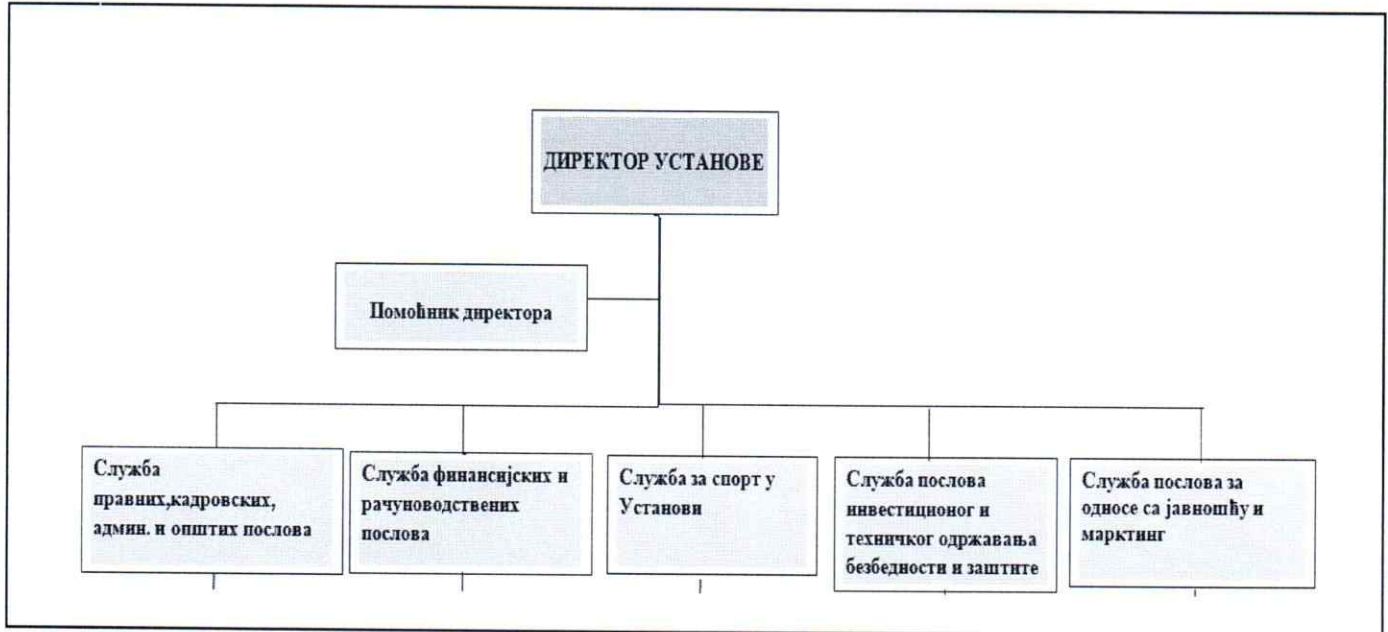 ДИРЕКТОР УСТАНОВЕ
Помоћник директора
Служба
правних,кадровских,
админ. и општих послова
Служба финансијских и
рачуноводствених
послова
Служба за спорт у
Установи
Служба послова
инвестиционог и
техничког одржавања
безбедности и заштите
Служба послова за
односе са јавношћу и
марктинг